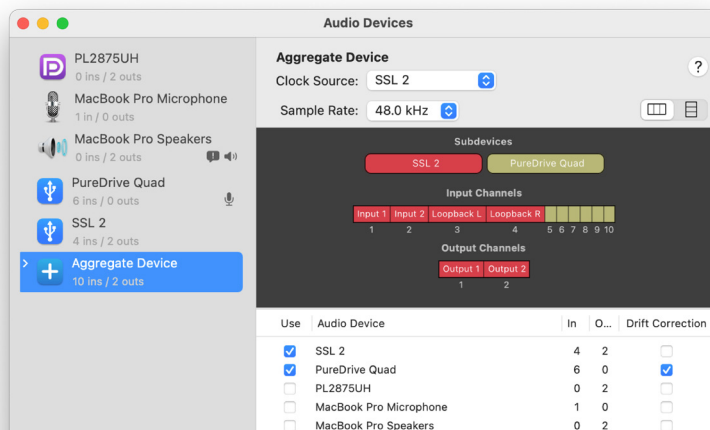 Audio Devices
PL2875UH
0 ins / 2 outs
MacBook Pro Microphone
1 in / 0 outs
MacBook Pro Speakers
0 ins / 2 outs
PureDrive Quad
6 ins / 0 outs
SSL 2
4 ins / 2 outs
Aggregate Device
10 ins / 2 outs
Aggregate Device
?
Clock Source: SSL 2
Sample Rate: 48.0 kHz
Subdevices
SSL 2 PureDrive Quad
Input Channels
Input 1 Input 2 Loopback L Loopback R
1 2 3 4 5 6 7 8 9 10
Output Channels
Output 1 Output 2
1 2
Use Audio Device In O... Drift Correction
SSL 2 4 2
PureDrive Quad 6 0
PL2875UH 0 2
MacBook Pro Microphone 1 0
MacBook Pro Speakers 0 2